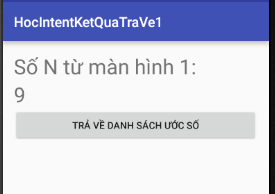 HocIntentKetQuaTraVe1
Số N từ màn hình 1:
9
TRẢ VỀ DANH SÁCH ƯỚC SỐ